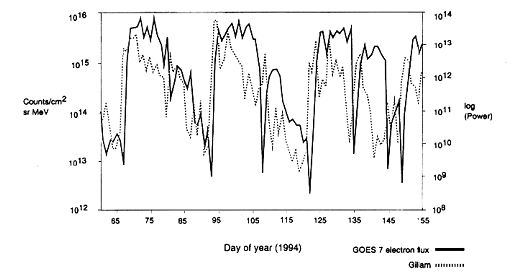 10^16
10^15
10^14
10^13
10^12
Counts/cm^2
sr MeV
10^14
10^13
10^12
10^11
10^10
10^9
10^8
log
(Power)
65 75 85 95 105 115 125 135 145 '55
Day of year (1994)
GOES 7 electron flux
Gillam